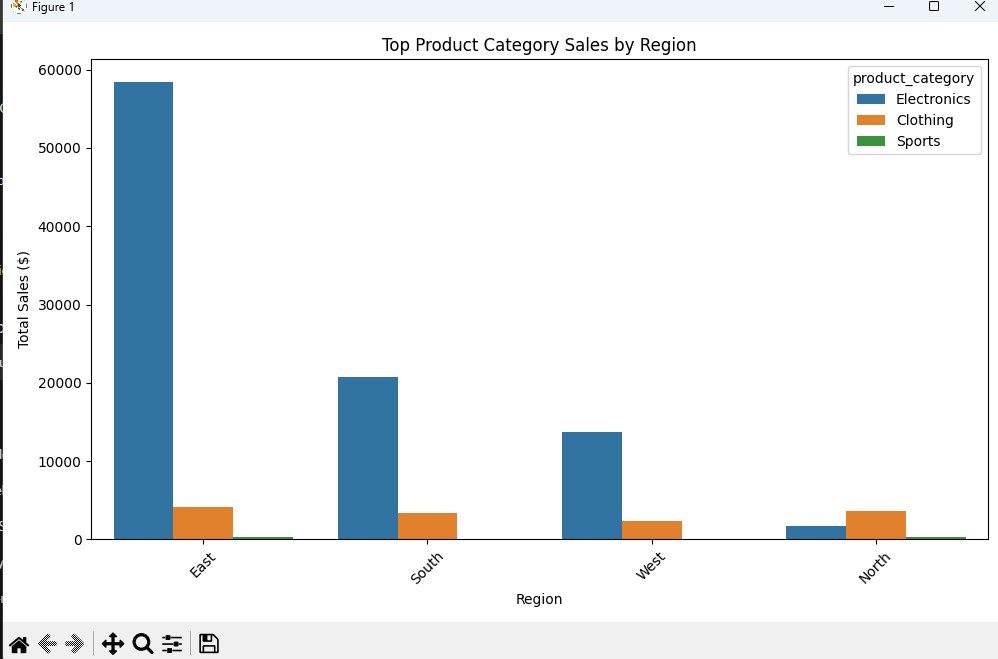 Figure 1
Top Product Category Sales by Region
product_category
Electronics
Clothing
Sports
Total Sales ($)
60000
50000
40000
30000
20000
10000
0
East
South
West
North
Region